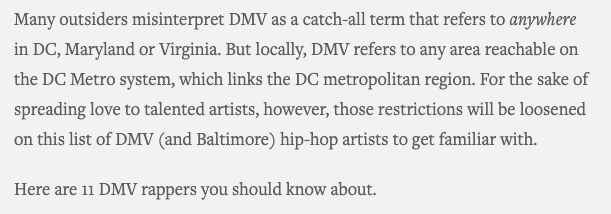 Many outsiders misinterpret DMV as a catch-all term that refers to anywhere
in DC, Maryland or Virginia. But locally, DMV refers to any area reachable on
the DC Metro system, which links the DC metropolitan region. For the sake of
spreading love to talented artists, however, those restrictions will be loosened
on this list of DMV (and Baltimore) hip-hop artists to get familiar with.
Here are 11 DMV rappers you should know about.